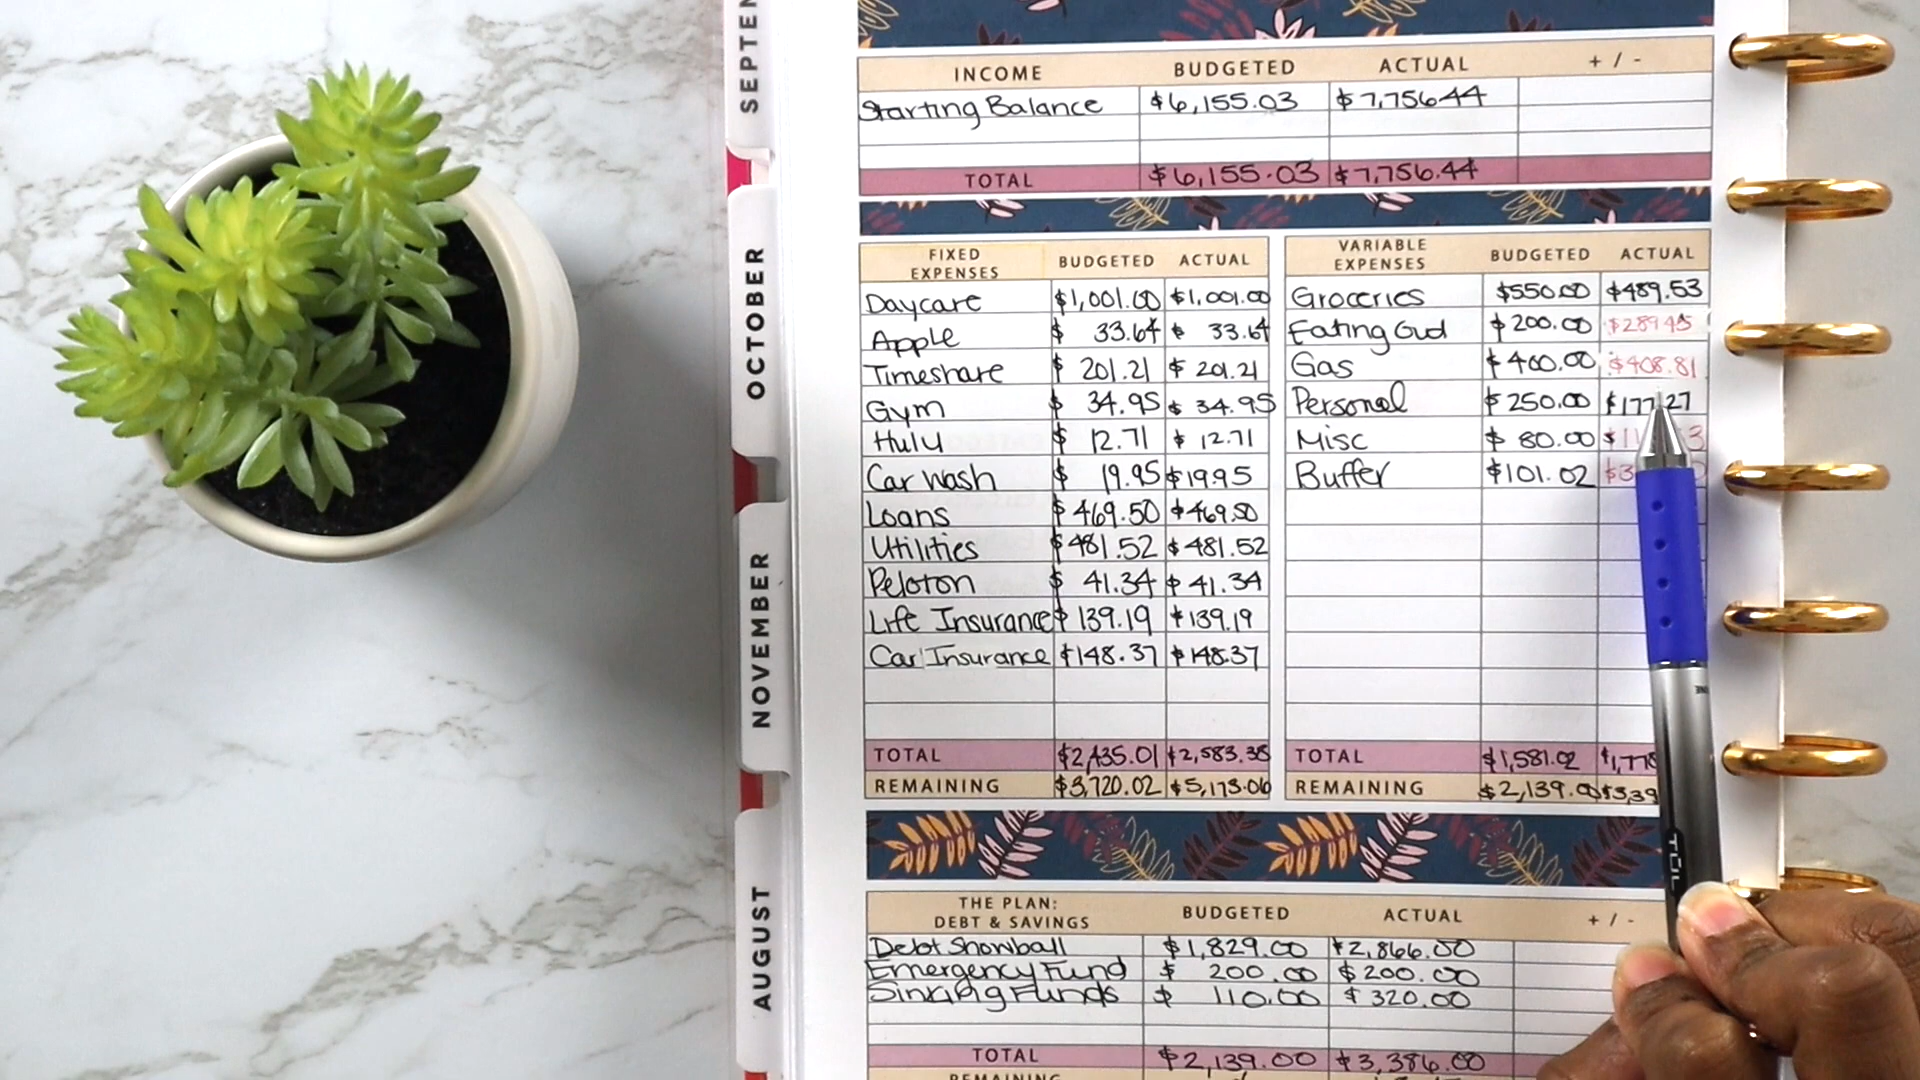 SEPTEM
OCTOBER
NOVEMBER
AUGUST
INCOME BUDGETED ACTUAL + / -
Starting Balance $6,155.03 $7,756.44
TOTAL $6,155.03 $7,756.44
FIXED EXPENSES BUDGETED ACTUAL
Daycare $1,001.00 $1,001.00
Apple $ 33.64 $ 33.64
Timeshare $ 201.21 $ 201.21
Gym $ 34.95 $ 34.95
Hulu $ 12.71 $ 12.71
Car Wash $ 19.95 $19.95
Loans $ 469.50 $469.50
Utilities $ 481.52 $ 481.52
Peloton $ 41.34 $ 41.34
Life Insurance $ 139.19 $139.19
Car Insurance $148.37 $148.37
TOTAL $2,435.01 $2,583.38
REMAINING $3,720.02 $5,173.06
VARIABLE EXPENSES BUDGETED ACTUAL
Groceries $550.00 $489.53
Eating Out $ 200.00 $289.45
Gas $ 400.00 $408.81
Personal $ 250.00 $177.27
Misc $ 80.00
Buffer $101.02
TOTAL $1,581.02
REMAINING $ 2,139.00
THE PLAN:
DEBT & SAVINGS BUDGETED ACTUAL + / -
Debt Snowball $1,829.00 $2,866.00
Emergency Fund $ 200.00 $200.00
Sinking Funds $ 110.00 $ 320.00
TOTAL $2,139.00 $3,386.00
REMAINING
TUL